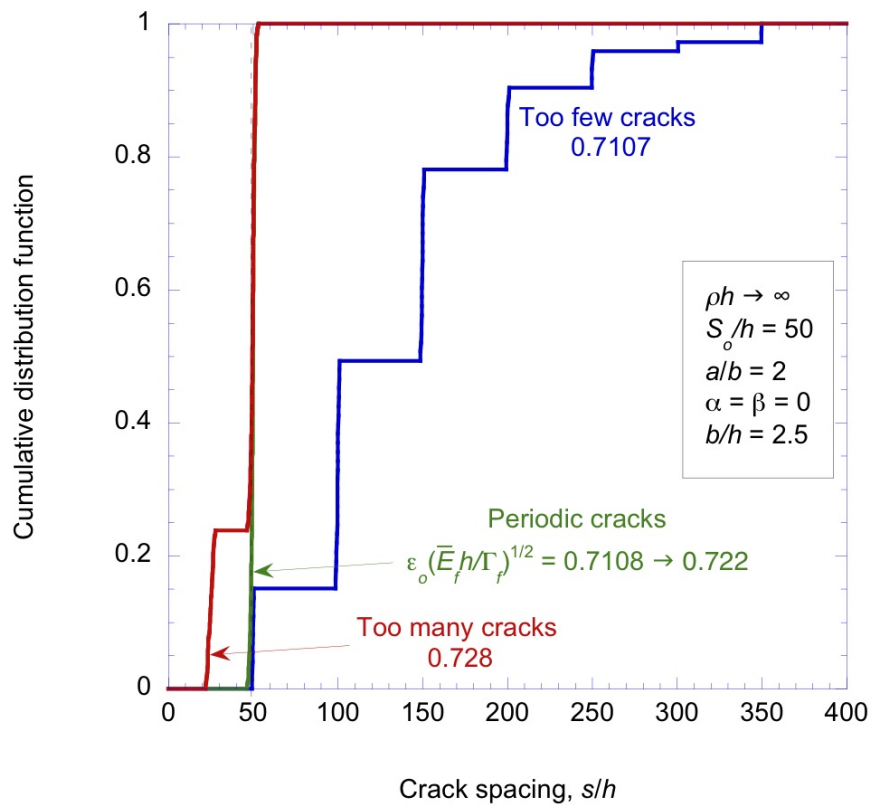 Cumulative distribution function
1
0.8
0.6
0.4
0.2
0
0
50
100
150
200
250
300
350
400
Crack spacing, s/h
Too few cracks
0.7107
ρh → ∞
S_o/h = 50
a/b = 2
α = β = 0
b/h = 2.5
Periodic cracks
ε_o(Ē_f h/Γ_f)^{1/2} = 0.7108 → 0.722
Too many cracks
0.728